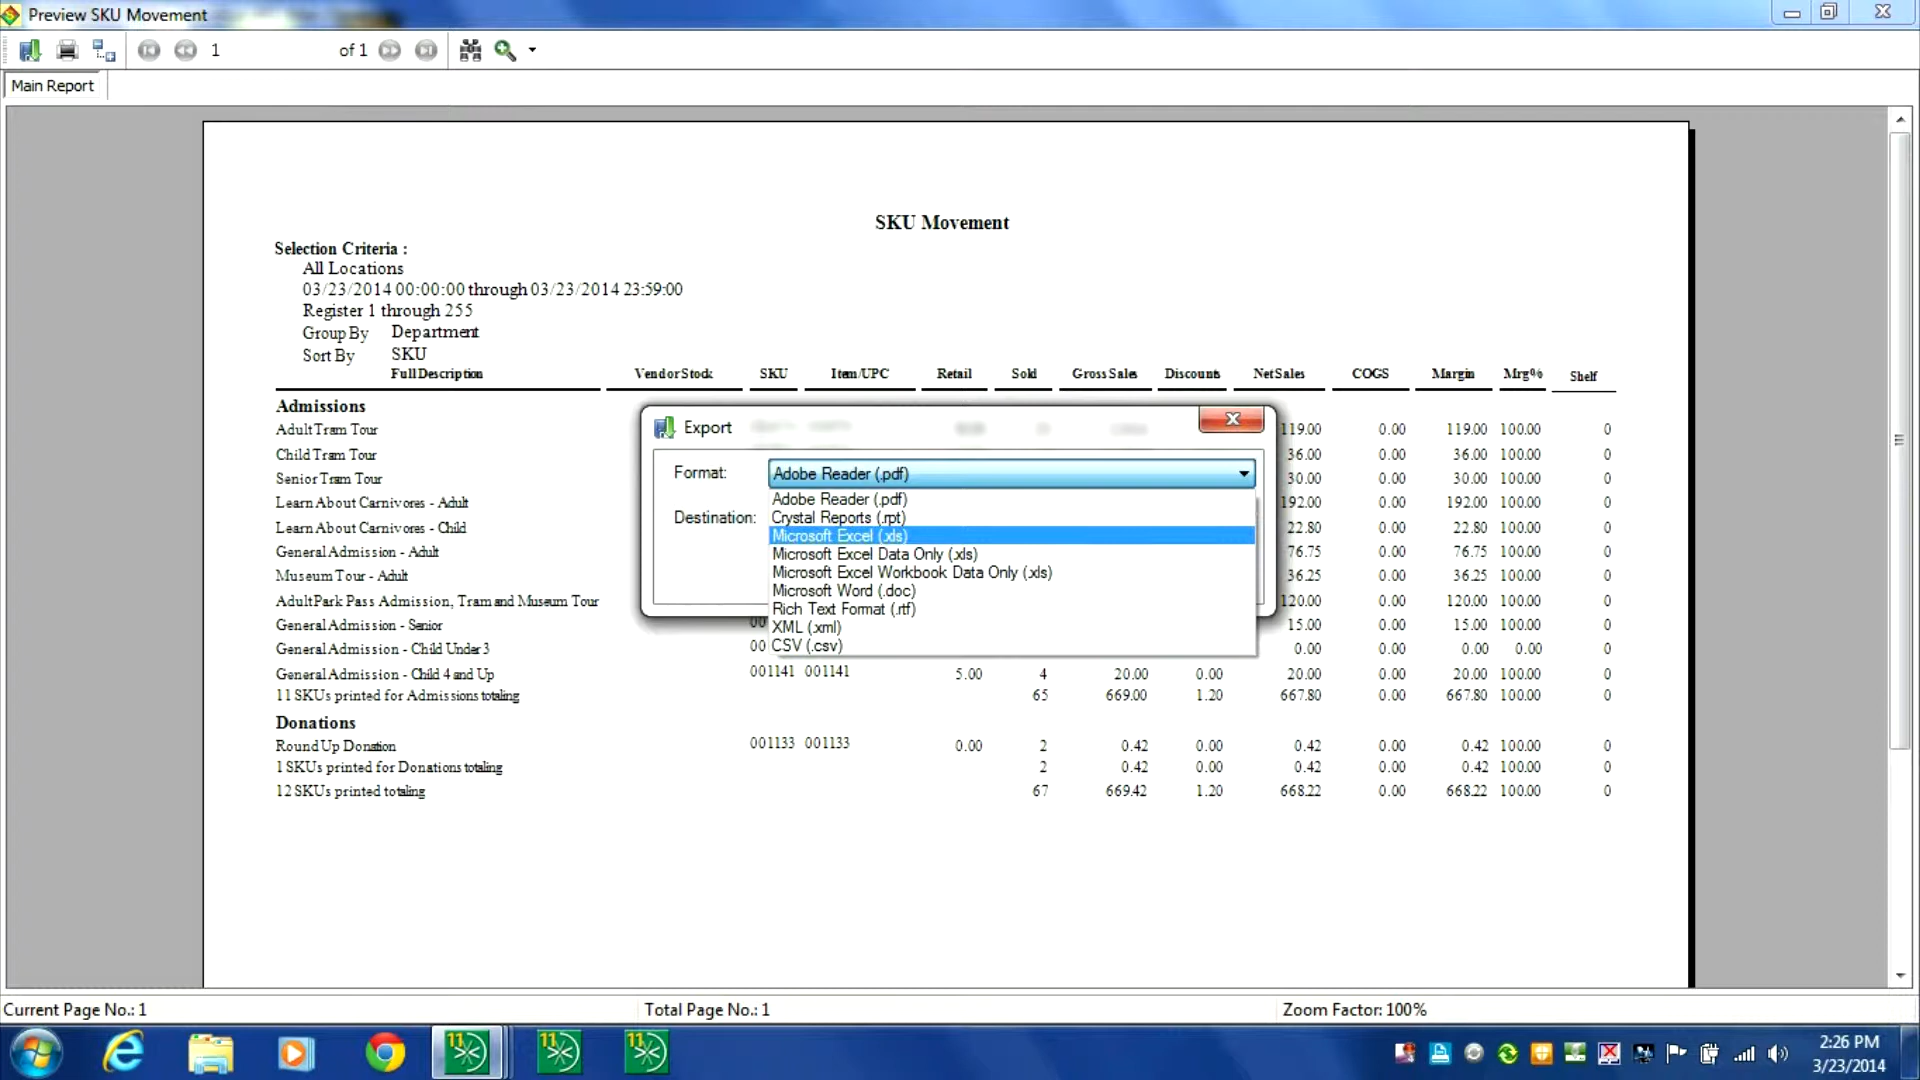 Preview SKU Movement
1 of 1
Main Report
SKU Movement
Selection Criteria :
All Locations
03/23/2014 00:00:00 through 03/23/2014 23:59:00
Register 1 through 255
Group By Department
Sort By SKU
Full Description Vendor Stock SKU Item/UPC Retail Sold Gross Sales Discounts Net Sales COGS Margin Mrg% Shelf
Admissions
Adult Tram Tour 119.00 0.00 119.00 100.00 0
Child Tram Tour 36.00 0.00 36.00 100.00 0
Senior Tram Tour 30.00 0.00 30.00 100.00 0
Learn About Carnivores - Adult 192.00 0.00 192.00 100.00 0
Learn About Carnivores - Child 22.80 0.00 22.80 100.00 0
General Admission - Adult 76.75 0.00 76.75 100.00 0
Museum Tour - Adult 36.25 0.00 36.25 100.00 0
Adult Park Pass Admission, Tram and Museum Tour 120.00 0.00 120.00 100.00 0
General Admission - Senior 00 15.00 0.00 15.00 100.00 0
General Admission - Child Under 3 00 0.00 0.00 0.00 0.00 0
General Admission - Child 4 and Up 001141 001141 5.00 4 20.00 0.00 20.00 0.00 20.00 100.00 0
11 SKUs printed for Admissions totaling 65 669.00 1.20 667.80 0.00 667.80 100.00 0
Donations
Round Up Donation 001133 001133 0.00 2 0.42 0.00 0.42 0.00 0.42 100.00 0
1 SKUs printed for Donations totaling 2 0.42 0.00 0.42 0.00 0.42 100.00 0
12 SKUs printed totaling 67 669.42 1.20 668.22 0.00 668.22 100.00 0
Export
Format: Adobe Reader (.pdf)
Adobe Reader (.pdf)
Destination: Crystal Reports (.rpt)
Microsoft Excel (.xls)
Microsoft Excel Data Only (.xls)
Microsoft Excel Workbook Data Only (.xls)
Microsoft Word (.doc)
Rich Text Format (.rtf)
XML (.xml)
CSV (.csv)
Current Page No.: 1 Total Page No.: 1 Zoom Factor: 100%
11 11 11
2:26 PM
3/23/2014